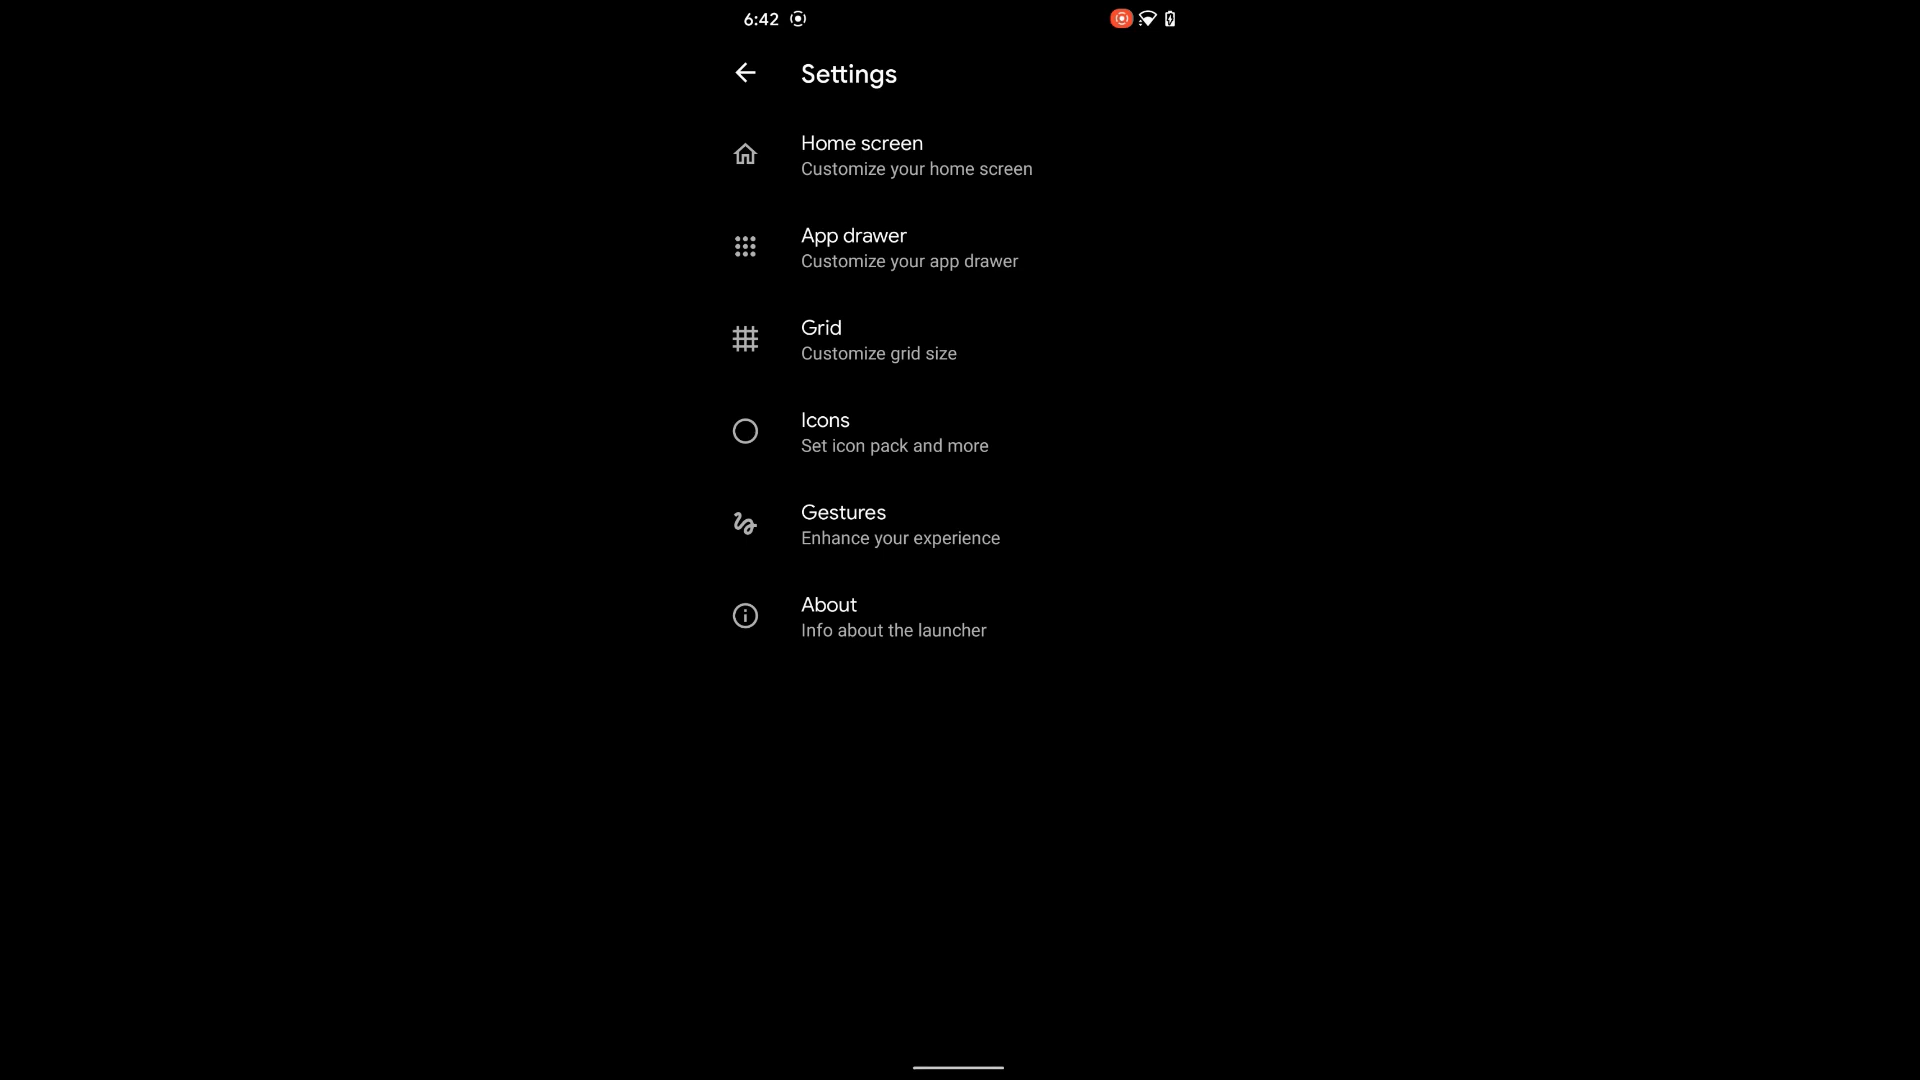 6:42
Settings
Home screen
Customize your home screen
App drawer
Customize your app drawer
Grid
Customize grid size
Icons
Set icon pack and more
Gestures
Enhance your experience
About
Info about the launcher